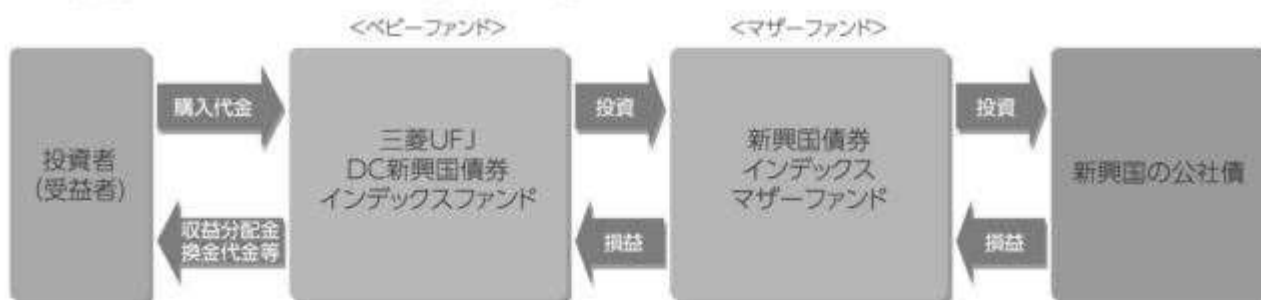 <ベビーファンド>
<マザーファンド>
投資者
(受益者)
購入代金
収益分配金
換金代金等
三菱UFJ
DC新興国債券
インデックスファンド
投資
損益
新興国債券
インデックス
マザーファンド
投資
損益
新興国の公社債